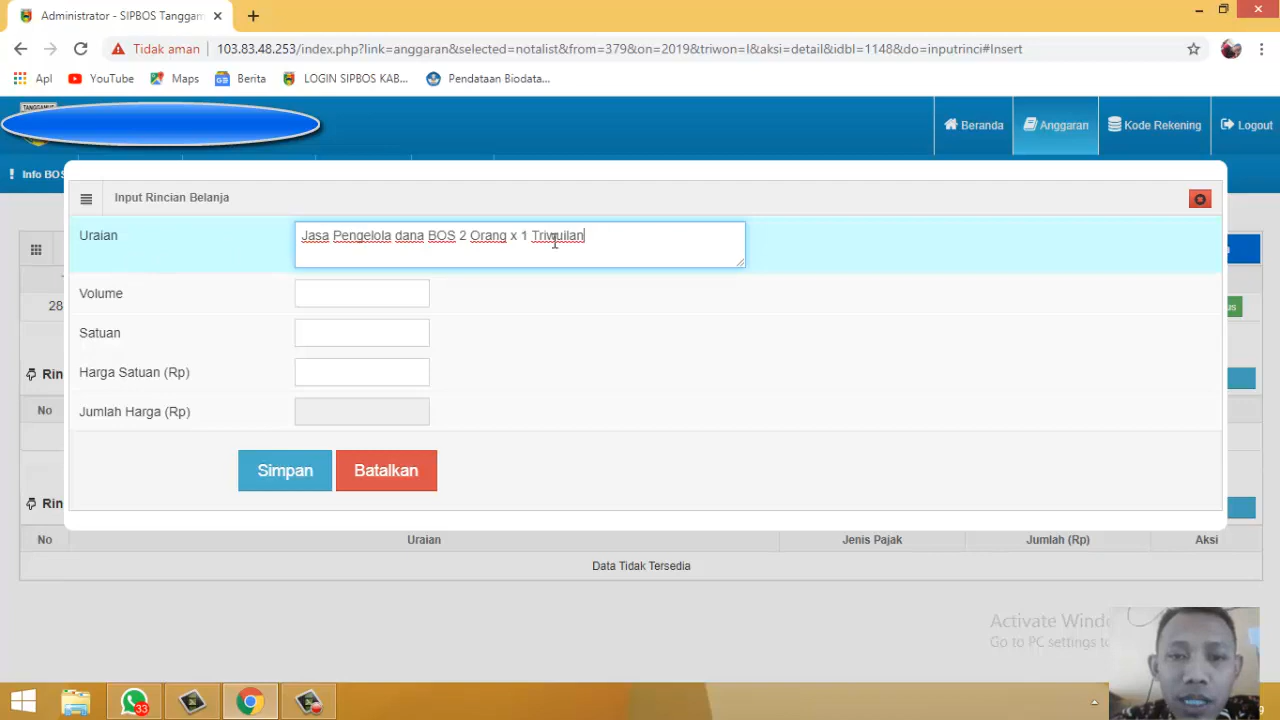 Administrator - SIPBOS Tanggam
Tidak aman
103.83.48.253/index.php?link=anggaran&selected=notalist&from=379&on=2019&triwon=I&aksi=detail&idbl=1148&do=inputrinci#Insert
Apl
YouTube
Maps
Berita
LOGIN SIPBOS KAB...
Pendataan Biodata...
Beranda
Anggaran
Kode Rekening
Logout
Info BOS
Input Rincian Belanja
Uraian
Jasa Pengelola dana BOS 2 Orang x 1 Triwuilan
Volume
28
Satuan
Harga Satuan (Rp)
Rin
No
Jumlah Harga (Rp)
Simpan
Batalkan
Rin
No
Uraian
Jenis Pajak
Jumlah (Rp)
Aksi
Data Tidak Tersedia
Activate Wind
Go to PC settings to
33